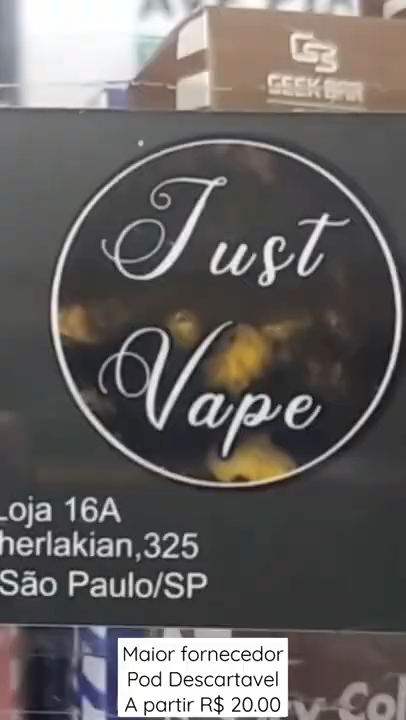 GEEK BAR
Just
Vape
Loja 16A
herlakian,325
São Paulo/SP
Maior fornecedor
Pod Descartavel
A partir R$ 20.00